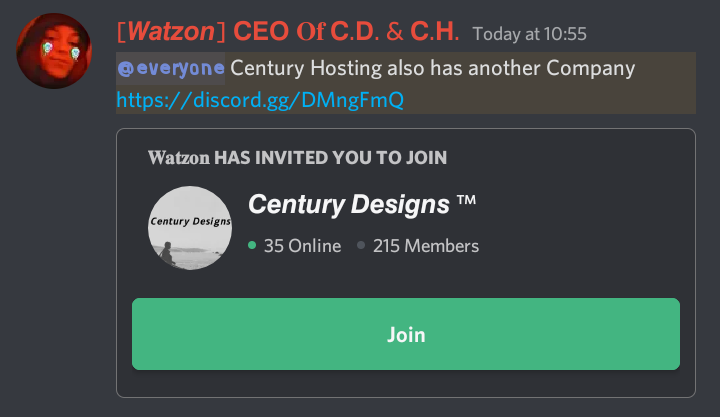 [Watzon] CEO Of C.D. & C.H. Today at 10:55
@everyone Century Hosting also has another Company
https://discord.gg/DMngFmQ
Watzon HAS INVITED YOU TO JOIN
Century Designs
Century Designs ™
35 Online 215 Members
Join